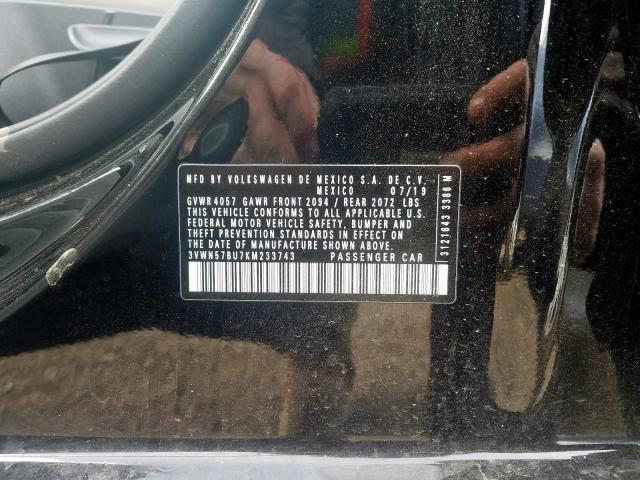 MFD BY VOLKSWAGEN DE MEXICO S.A. DE C.V.
MEXICO 07/19
GVWR 4057 GAWR FRONT 2094 / REAR 2072 LBS
THIS VEHICLE CONFORMS TO ALL APPLICABLE U.S.
FEDERAL MOTOR VEHICLE SAFETY, BUMPER AND
THEFT PREVENTION STANDARDS IN EFFECT ON
THE DATE OF MANUFACTURE SHOWN ABOVE.
3VWN57BU7KM233743 PASSENGER CAR
3121643 3386 M